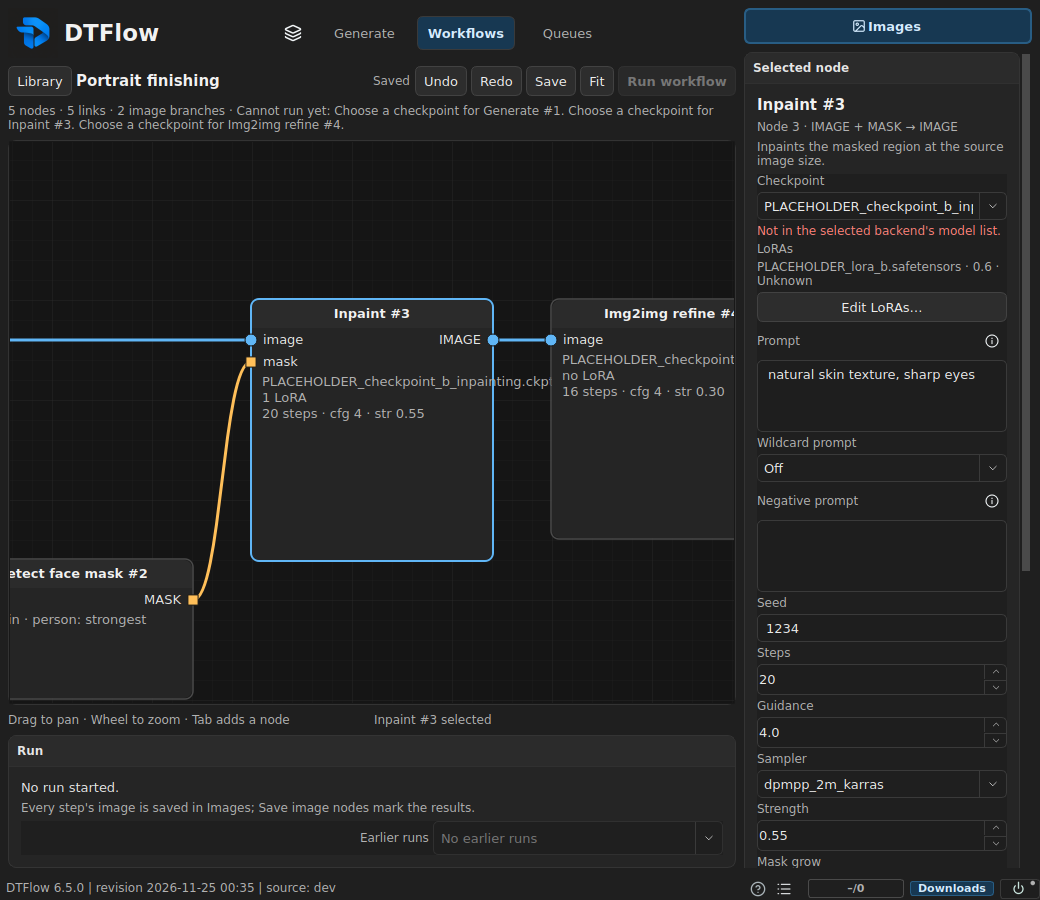 DTFlow
Generate
Workflows
Queues
Images
Library
Portrait finishing
Saved
Undo
Redo
Save
Fit
Run workflow
5 nodes · 5 links · 2 image branches · Cannot run yet: Choose a checkpoint for Generate #1. Choose a checkpoint for
Inpaint #3. Choose a checkpoint for Img2img refine #4.
Inpaint #3
image
IMAGE
mask
PLACEHOLDER_checkpoint_b_inpainting.ckpt
1 LoRA
20 steps · cfg 4 · str 0.55
Img2img refine #4
image
PLACEHOLDER_checkpoint
no LoRA
16 steps · cfg 4 · str 0.30
etect face mask #2
MASK
in · person: strongest
Drag to pan · Wheel to zoom · Tab adds a node
Inpaint #3 selected
Run
No run started.
Every step's image is saved in Images; Save image nodes mark the results.
Earlier runs
No earlier runs
Selected node
Inpaint #3
Node 3 · IMAGE + MASK → IMAGE
Inpaints the masked region at the source
image size.
Checkpoint
PLACEHOLDER_checkpoint_b_inp
Not in the selected backend's model list.
LoRAs
PLACEHOLDER_lora_b.safetensors · 0.6 ·
Unknown
Edit LoRAs...
Prompt
natural skin texture, sharp eyes
Wildcard prompt
Off
Negative prompt
Seed
1234
Steps
20
Guidance
4.0
Sampler
dpmpp_2m_karras
Strength
0.55
Mask grow
DTFlow 6.5.0 | revision 2026-11-25 00:35 | source: dev
–/0
Downloads